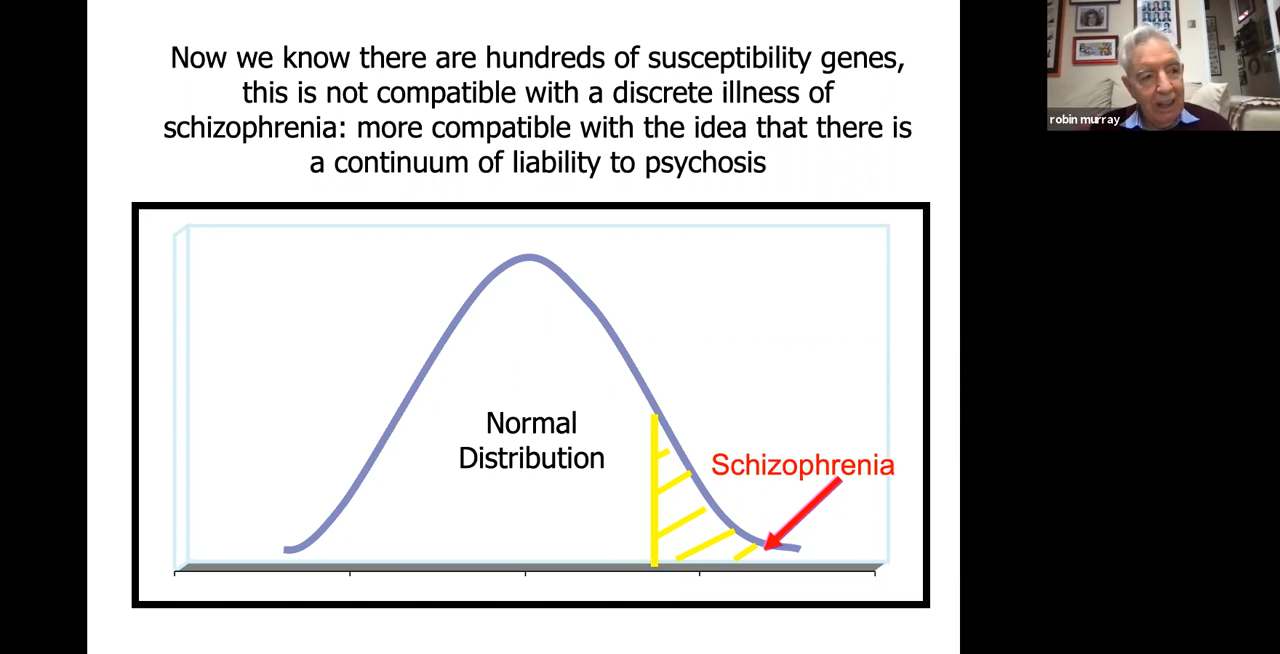 Now we know there are hundreds of susceptibility genes,
this is not compatible with a discrete illness of
schizophrenia: more compatible with the idea that there is
a continuum of liability to psychosis
robin murray
Normal
Distribution
Schizophrenia